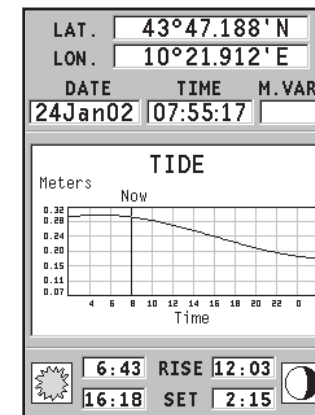 LAT. 43°47.188'N
LON. 10°21.912'E
DATE TIME M.VAR
24Jan02 07:55:17
TIDE
Meters
Now
0.32
0.28
0.24
0.20
0.15
0.11
0.07
4 6 8 10 12 14 16 18 20 22 0
Time
6:43 RISE 12:03
16:18 SET 2:15